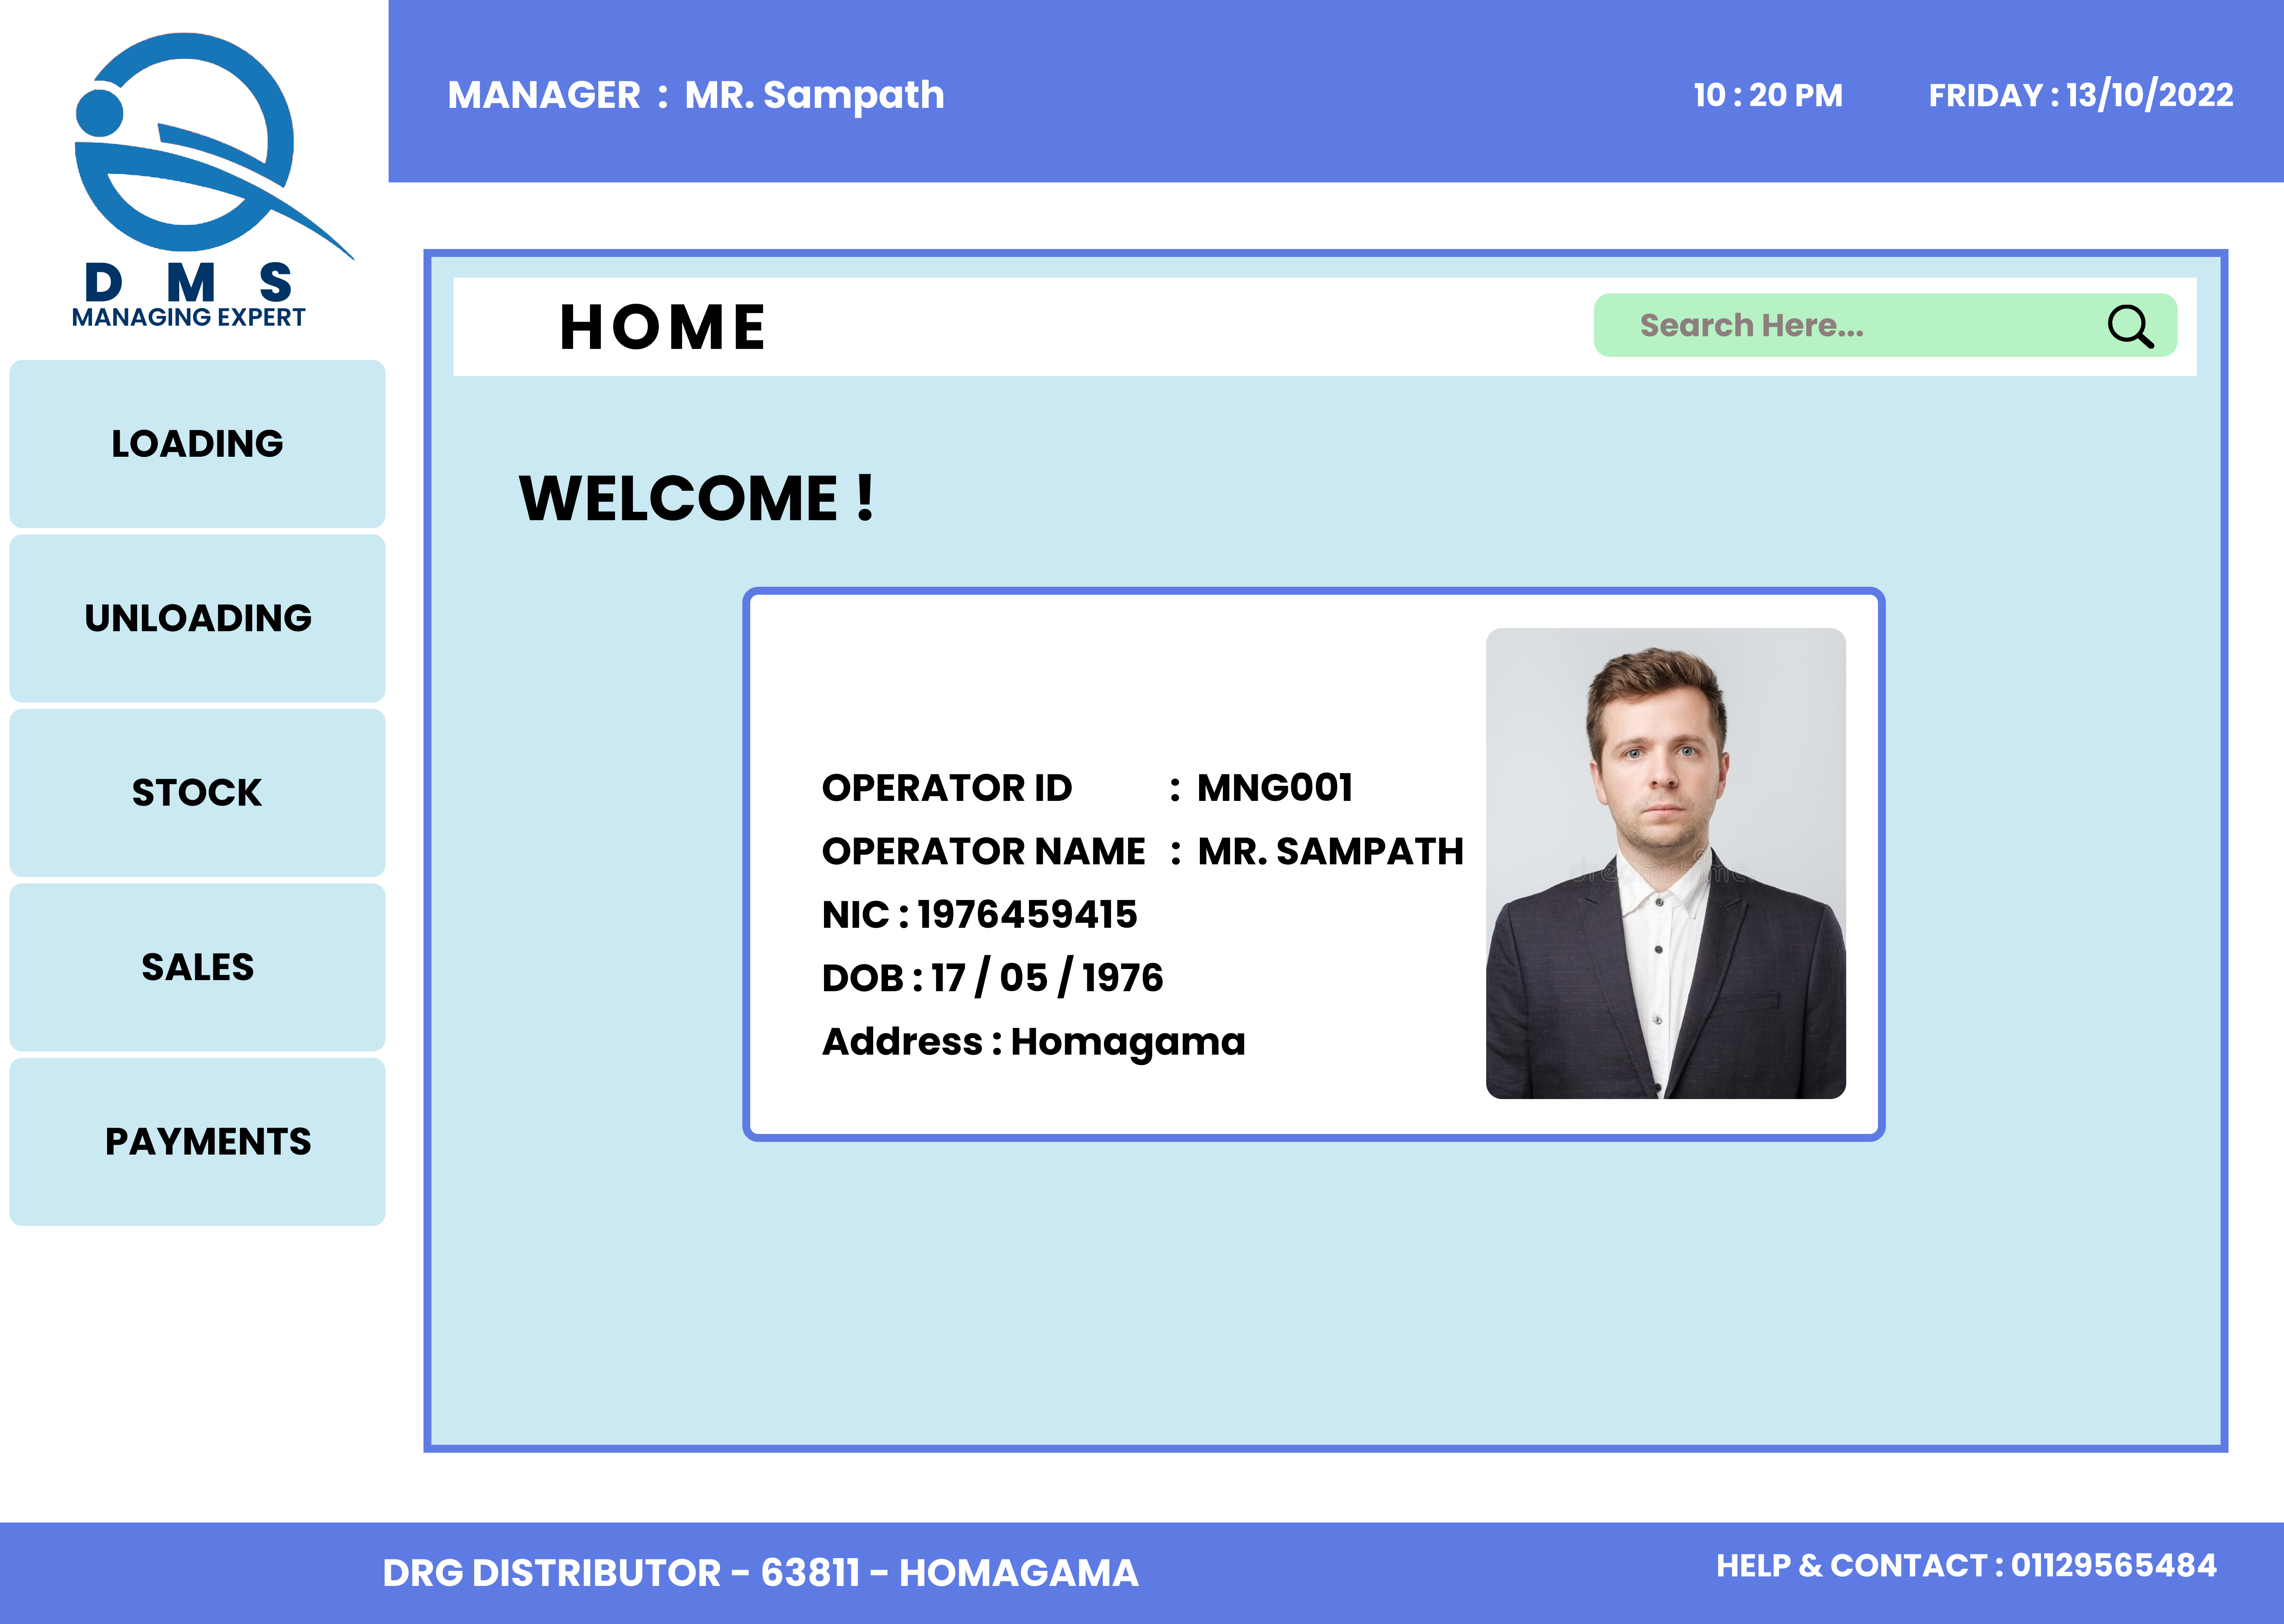 MANAGER : MR. Sampath
10 : 20 PM
FRIDAY : 13/10/2022
D M S
MANAGING EXPERT
HOME
Search Here...
LOADING
UNLOADING
STOCK
SALES
PAYMENTS
WELCOME !
OPERATOR ID : MNG001
OPERATOR NAME : MR. SAMPATH
NIC : 1976459415
DOB : 17 / 05 / 1976
Address : Homagama
DRG DISTRIBUTOR - 63811 - HOMAGAMA
HELP & CONTACT : 01129565484